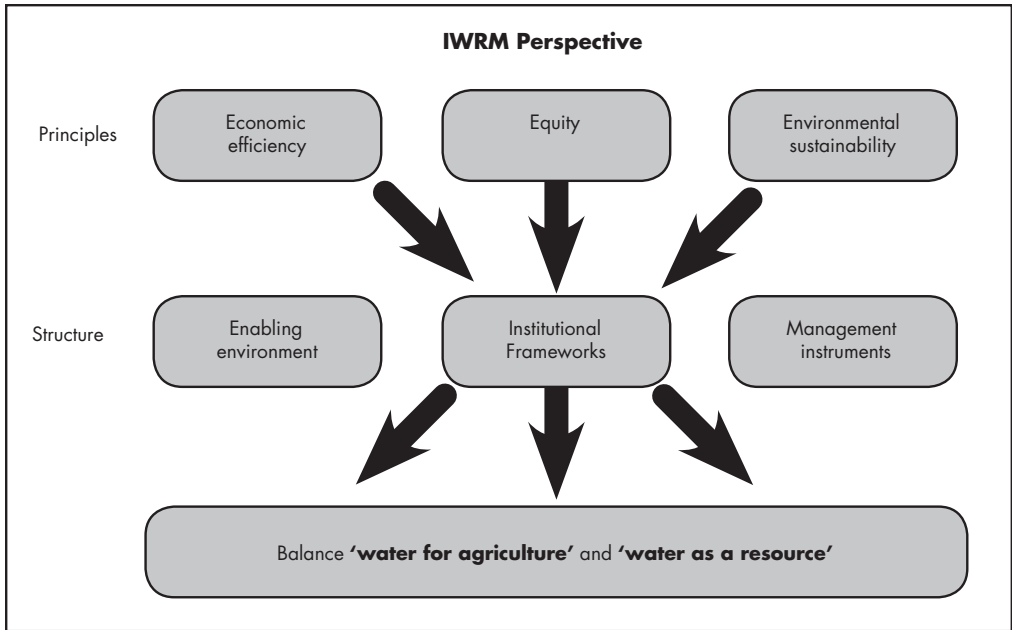 IWRM Perspective
Principles
Economic
efficiency
Equity
Environmental
sustainability
Structure
Enabling
environment
Institutional
Frameworks
Management
instruments
Balance ‘water for agriculture’ and ‘water as a resource’